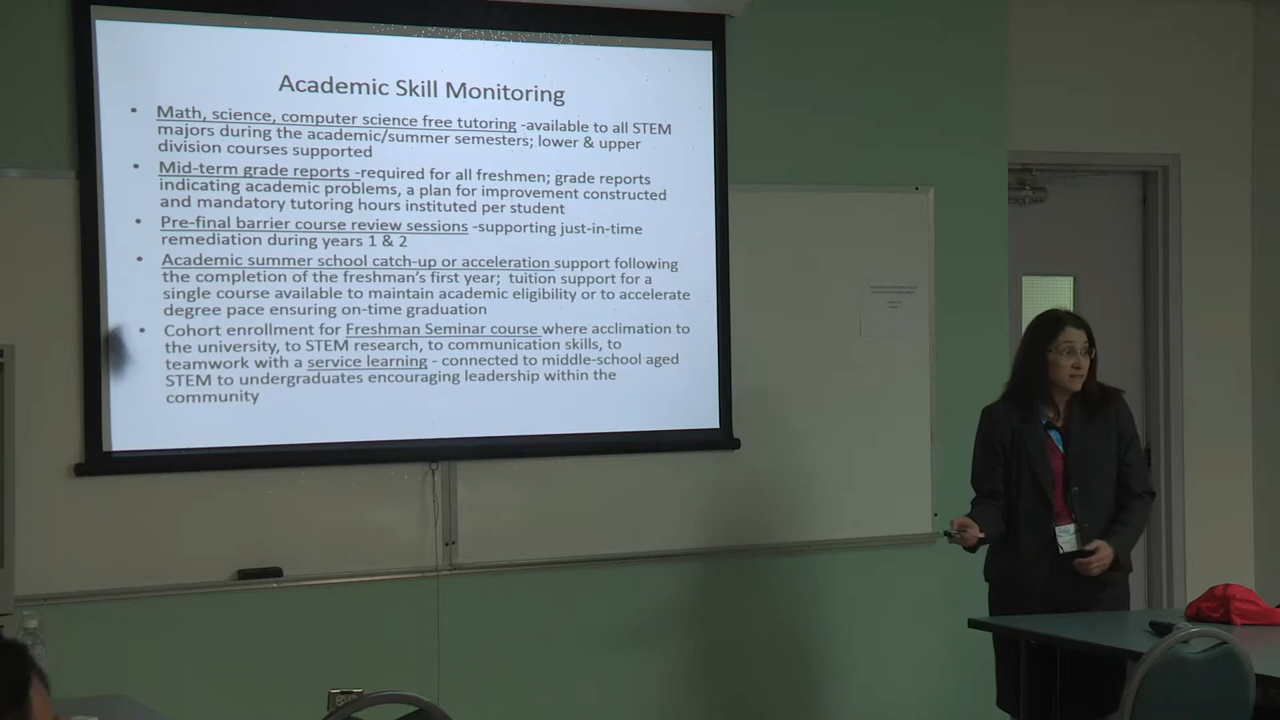 Academic Skill Monitoring
• Math, science, computer science free tutoring -available to all STEM
majors during the academic/summer semesters; lower & upper
division courses supported
• Mid-term grade reports -required for all freshmen; grade reports
indicating academic problems, a plan for improvement constructed
and mandatory tutoring hours instituted per student
• Pre-final barrier course review sessions -supporting just-in-time
remediation during years 1 & 2
• Academic summer school catch-up or acceleration support following
the completion of the freshman's first year; tuition support for a
single course available to maintain academic eligibility or to accelerate
degree pace ensuring on-time graduation
• Cohort enrollment for Freshman Seminar course where acclimation to
the university, to STEM research, to communication skills, to
teamwork with a service learning - connected to middle-school aged
STEM to undergraduates encouraging leadership within the
community